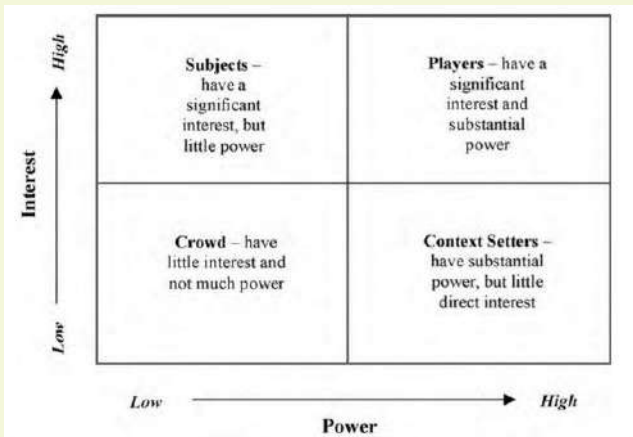 High
Interest
Low
Subjects –
have a
significant
interest, but
little power
Players – have a
significant
interest and
substantial
power
Crowd – have
little interest and
not much power
Context Setters –
have substantial
power, but little
direct interest
Low
High
Power